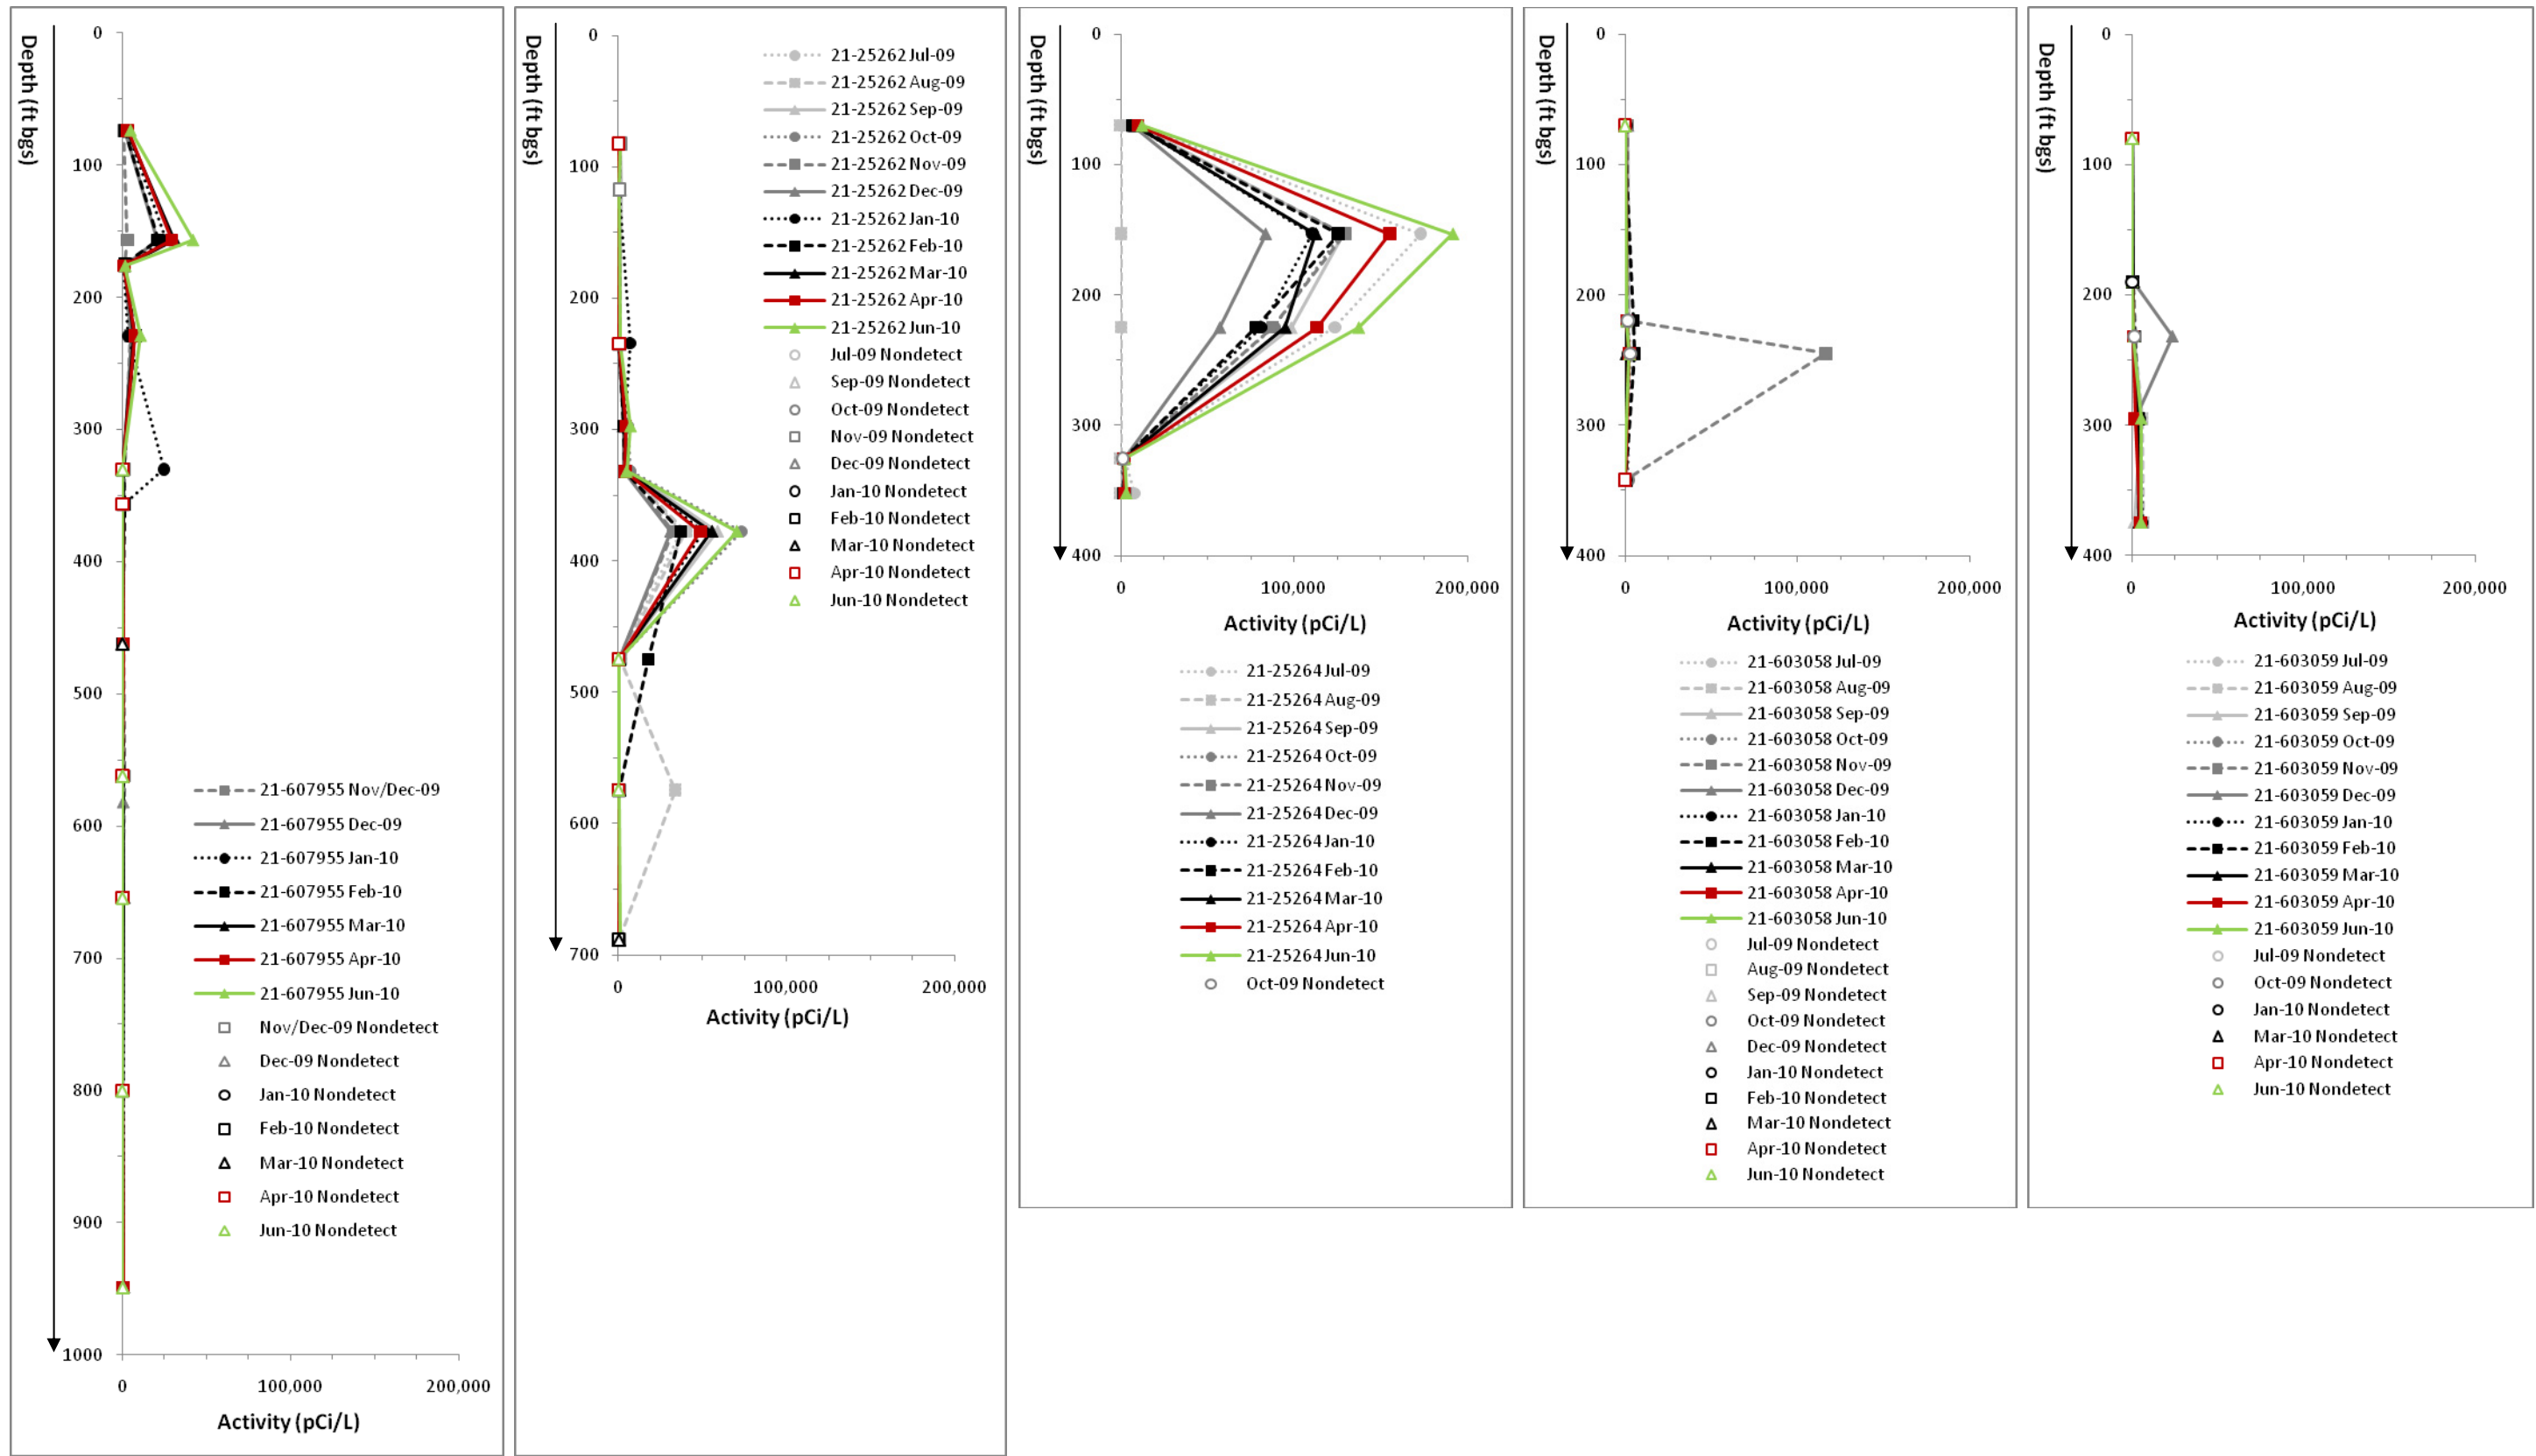 Depth (ft bgs)
0
100
200
300
400
500
600
700
800
900
1000
21-607955 Nov/Dec-09
21-607955 Dec-09
21-607955 Jan-10
21-607955 Feb-10
21-607955 Mar-10
21-607955 Apr-10
21-607955 Jun-10
Nov/Dec-09 Nondetect
Dec-09 Nondetect
Jan-10 Nondetect
Feb-10 Nondetect
Mar-10 Nondetect
Apr-10 Nondetect
Jun-10 Nondetect
0 100,000 200,000
Activity (pCi/L)
Depth (ft bgs)
0
100
200
300
400
500
600
700
21-25262 Jul-09
21-25262 Aug-09
21-25262 Sep-09
21-25262 Oct-09
21-25262 Nov-09
21-25262 Dec-09
21-25262 Jan-10
21-25262 Feb-10
21-25262 Mar-10
21-25262 Apr-10
21-25262 Jun-10
Jul-09 Nondetect
Sep-09 Nondetect
Oct-09 Nondetect
Nov-09 Nondetect
Dec-09 Nondetect
Jan-10 Nondetect
Feb-10 Nondetect
Mar-10 Nondetect
Apr-10 Nondetect
Jun-10 Nondetect
0 100,000 200,000
Activity (pCi/L)
Depth (ft bgs)
0
100
200
300
400
0 100,000 200,000
Activity (pCi/L)
21-25264 Jul-09
21-25264 Aug-09
21-25264 Sep-09
21-25264 Oct-09
21-25264 Nov-09
21-25264 Dec-09
21-25264 Jan-10
21-25264 Feb-10
21-25264 Mar-10
21-25264 Apr-10
21-25264 Jun-10
Oct-09 Nondetect
Depth (ft bgs)
0
100
200
300
400
0 100,000 200,000
Activity (pCi/L)
21-603058 Jul-09
21-603058 Aug-09
21-603058 Sep-09
21-603058 Oct-09
21-603058 Nov-09
21-603058 Dec-09
21-603058 Jan-10
21-603058 Feb-10
21-603058 Mar-10
21-603058 Apr-10
21-603058 Jun-10
Jul-09 Nondetect
Aug-09 Nondetect
Sep-09 Nondetect
Oct-09 Nondetect
Dec-09 Nondetect
Jan-10 Nondetect
Feb-10 Nondetect
Mar-10 Nondetect
Apr-10 Nondetect
Jun-10 Nondetect
Depth (ft bgs)
0
100
200
300
400
0 100,000 200,000
Activity (pCi/L)
21-603059 Jul-09
21-603059 Aug-09
21-603059 Sep-09
21-603059 Oct-09
21-603059 Nov-09
21-603059 Dec-09
21-603059 Jan-10
21-603059 Feb-10
21-603059 Mar-10
21-603059 Apr-10
21-603059 Jun-10
Jul-09 Nondetect
Oct-09 Nondetect
Jan-10 Nondetect
Mar-10 Nondetect
Apr-10 Nondetect
Jun-10 Nondetect